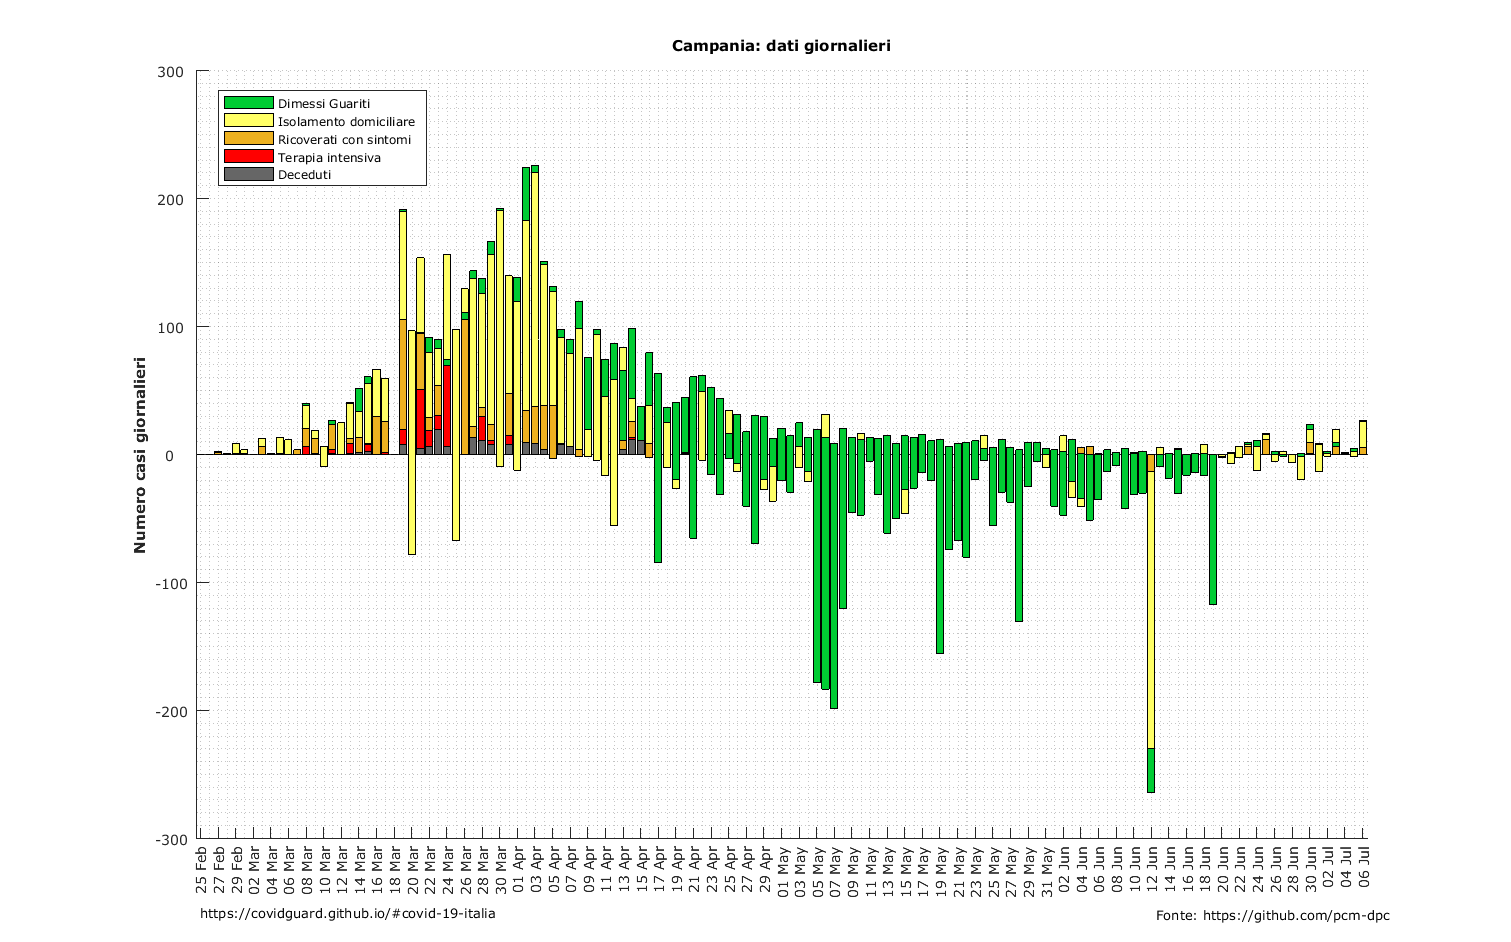 Campania: dati giornalieri
300
200
100
0
-100
-200
-300
Numero casi giornalieri
Dimessi Guariti
Isolamento domiciliare
Ricoverati con sintomi
Terapia intensiva
Deceduti
25 Feb
27 Feb
29 Feb
02 Mar
04 Mar
06 Mar
08 Mar
10 Mar
12 Mar
14 Mar
16 Mar
18 Mar
20 Mar
22 Mar
24 Mar
26 Mar
28 Mar
30 Mar
01 Apr
03 Apr
05 Apr
07 Apr
09 Apr
11 Apr
13 Apr
15 Apr
17 Apr
19 Apr
21 Apr
23 Apr
25 Apr
27 Apr
29 Apr
01 May
03 May
05 May
07 May
09 May
11 May
13 May
15 May
17 May
19 May
21 May
23 May
25 May
27 May
29 May
31 May
02 Jun
04 Jun
06 Jun
08 Jun
10 Jun
12 Jun
14 Jun
16 Jun
18 Jun
20 Jun
22 Jun
24 Jun
26 Jun
28 Jun
30 Jun
02 Jul
04 Jul
06 Jul
https://covidguard.github.io/#covid-19-italia
Fonte: https://github.com/pcm-dpc